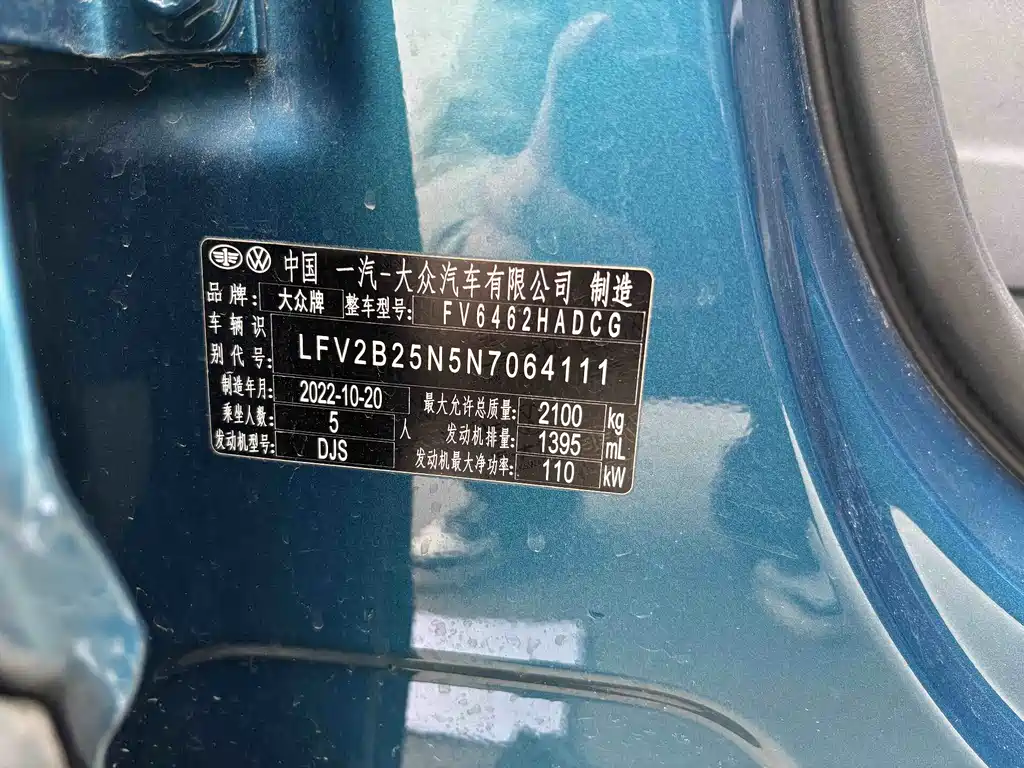 中国 一汽-大众汽车有限公司 制造
品牌: 大众牌 整车型号: FV6462HADCG
车辆识别代号: LFV2B25N5N7064111
制造年月: 2022-10-20 最大允许总质量: 2100 kg
乘坐人数: 5 人 发动机排量: 1395 mL
发动机型号: DJS 发动机最大净功率: 110 kW